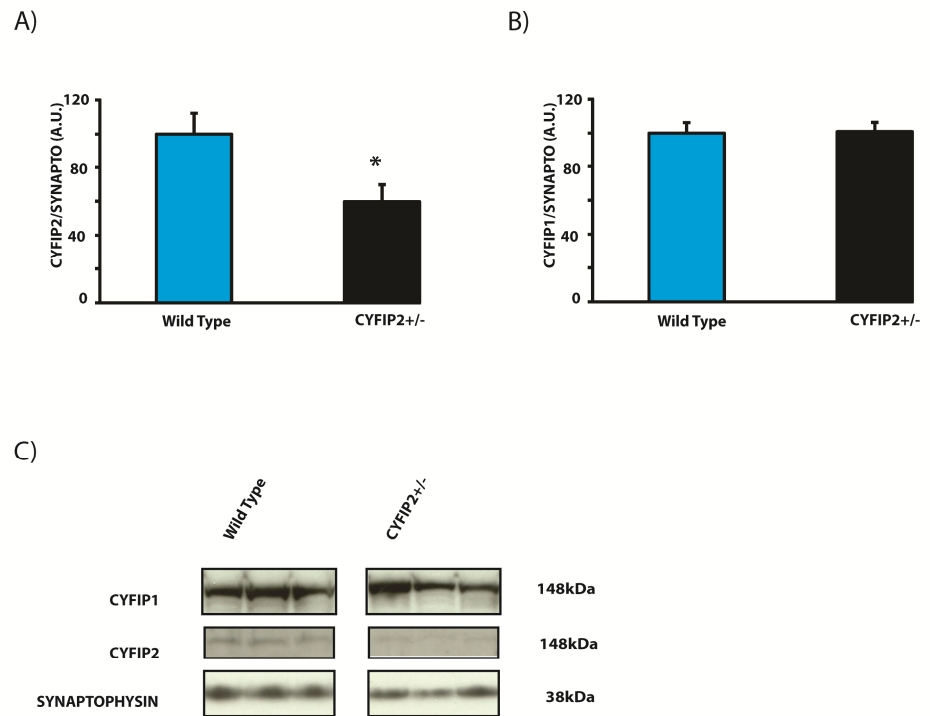 A)
CYFIP2/SYNAPTO (A.U.)
120
80
40
0
*
Wild Type
CYFIP2+/-
B)
CYFIP1/SYNAPTO (A.U.)
120
80
40
0
Wild Type
CYFIP2+/-
C)
Wild Type
CYFIP2+/-
CYFIP1
148kDa
CYFIP2
148kDa
SYNAPTOPHYSIN
38kDa